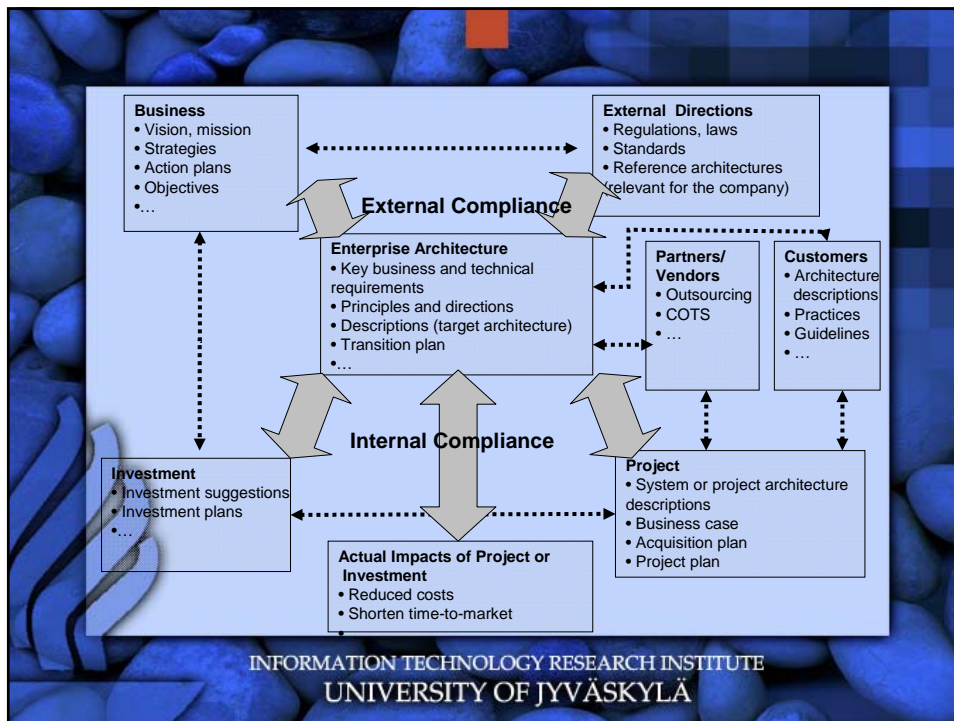 Business
• Vision, mission
• Strategies
• Action plans
• Objectives
•…
External  Directions
• Regulations, laws
• Standards
• Reference architectures
(relevant for the company)
External Compliance
Enterprise Architecture
• Key business and technical
requirements
• Principles and directions
• Descriptions (target architecture)
• Transition plan
•…
Partners/
Vendors
• Outsourcing
• COTS
• …
Customers
• Architecture
descriptions
• Practices
• Guidelines
• …
Internal Compliance
Investment
• Investment suggestions
• Investment plans
•…
Project
• System or project architecture
descriptions
• Business case
• Acquisition plan
• Project plan
Actual Impacts of Project or
Investment
• Reduced costs
• Shorten time-to-market
•
INFORMATION TECHNOLOGY RESEARCH INSTITUTE
UNIVERSITY OF JYVÄSKYLÄ